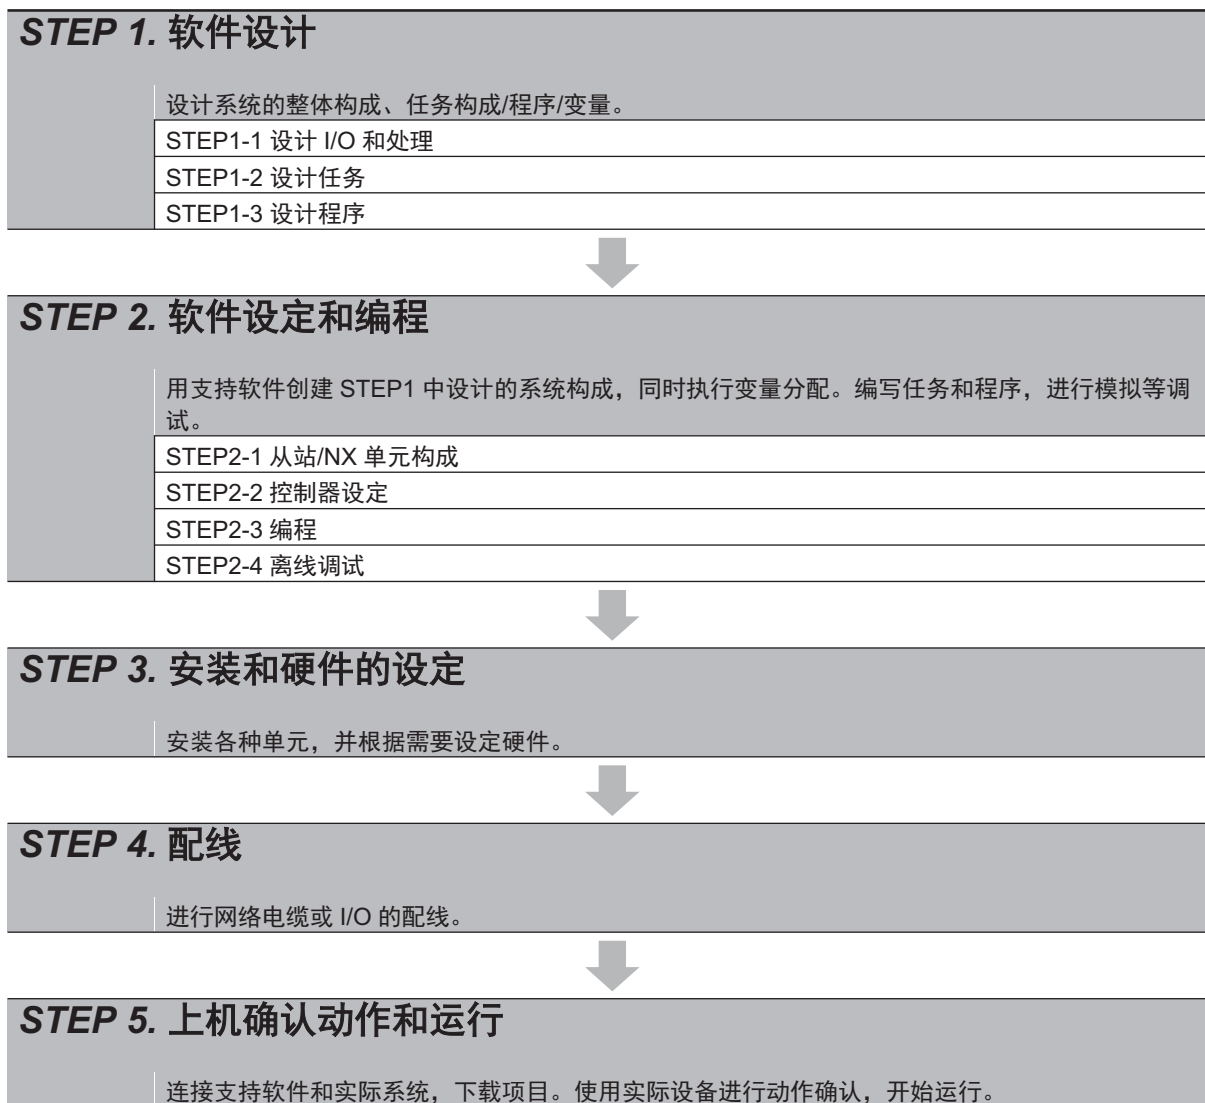 STEP 1. 软件设计
设计系统的整体构成、任务构成/程序/变量。
STEP1-1 设计 I/O 和处理
STEP1-2 设计任务
STEP1-3 设计程序
STEP 2. 软件设定和编程
用支持软件创建 STEP1 中设计的系统构成，同时执行变量分配。编写任务和程序，进行模拟等调
试。
STEP2-1 从站/NX 单元构成
STEP2-2 控制器设定
STEP2-3 编程
STEP2-4 离线调试
STEP 3. 安装和硬件的设定
安装各种单元，并根据需要设定硬件。
STEP 4. 配线
进行网络电缆或 I/O 的配线。
STEP 5. 上机确认动作和运行
连接支持软件和实际系统，下载项目。使用实际设备进行动作确认，开始运行。